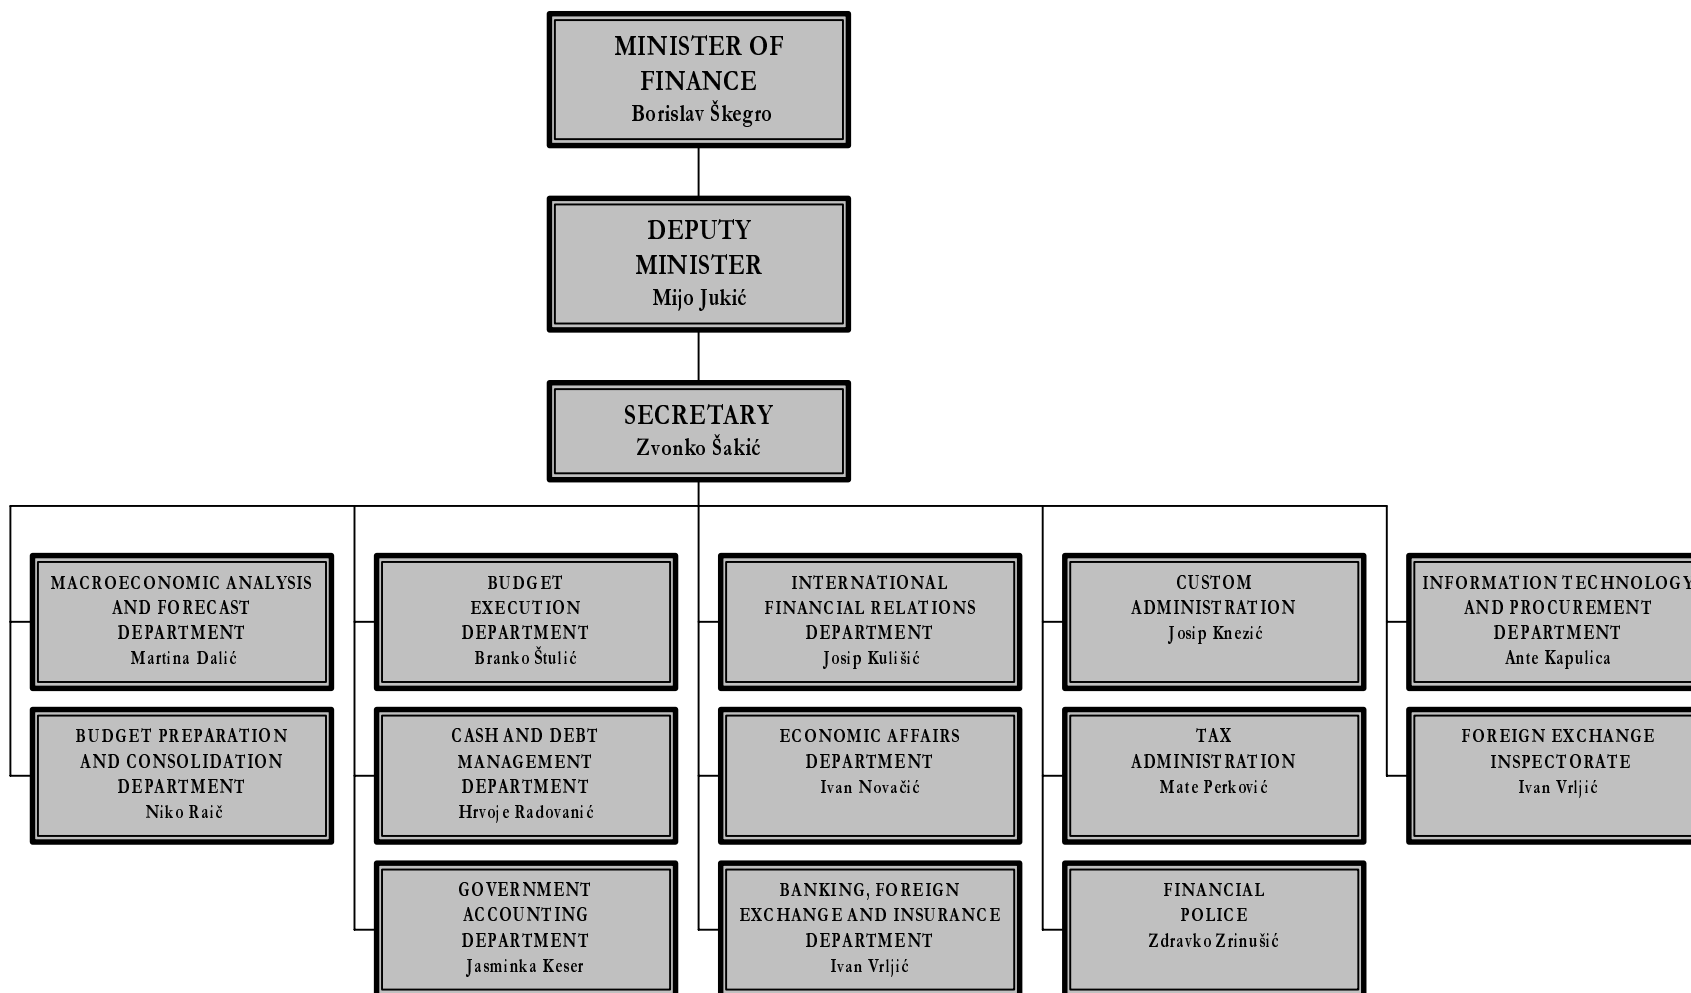 MINISTER OF
FINANCE
Borislav Škegro
DEPUTY
MINISTER
Mijo Jukić
SECRETARY
Zvonko Šakić
MACROECONOMIC ANALYSIS
AND FORECAST
DEPARTMENT
Martina Dalić
BUDGET
EXECUTION
DEPARTMENT
Branko Štulić
INTERNATIONAL
FINANCIAL RELATIONS
DEPARTMENT
Josip Kulišić
CUSTOM
ADMINISTRATION
Josip Knezić
INFORMATION TECHNOLOGY
AND PROCUREMENT
DEPARTMENT
Ante Kapulica
BUDGET PREPARATION
AND CONSOLIDATION
DEPARTMENT
Niko Raič
CASH AND DEBT
MANAGEMENT
DEPARTMENT
Hrvoje Radovanić
ECONOMIC AFFAIRS
DEPARTMENT
Ivan Novačić
TAX
ADMINISTRATION
Mate Perković
FOREIGN EXCHANGE
INSPECTORATE
Ivan Vrljić
GOVERNMENT
ACCOUNTING
DEPARTMENT
Jasminka Keser
BANKING, FOREIGN
EXCHANGE AND INSURANCE
DEPARTMENT
Ivan Vrljić
FINANCIAL
POLICE
Zdravko Zrinušić